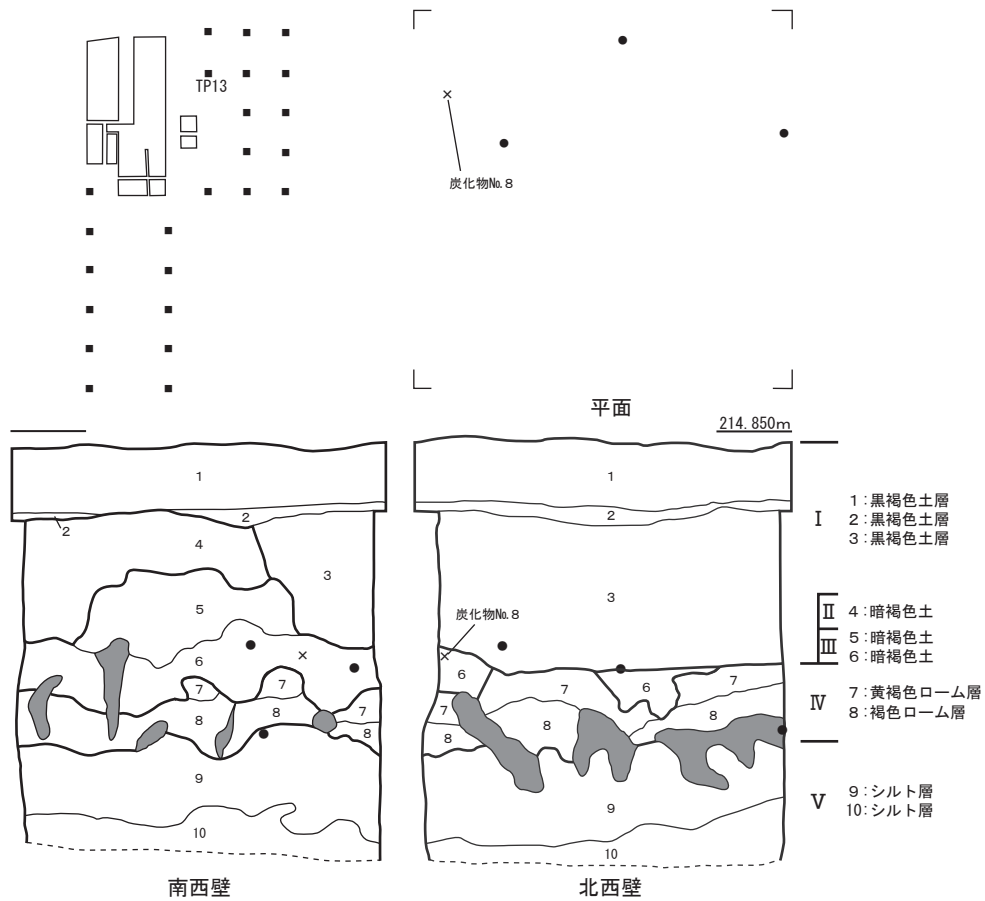 TP13
炭化物No.8
平面
214.850m
1
2
2
4
3
5
6
7
7
8
8
7
8
9
10
南西壁
1
2
3
炭化物No.8
6
7
6
7
7
8
8
8
9
10
北西壁
Ⅰ
1:黒褐色土層
2:黒褐色土層
3:黒褐色土層
Ⅱ
4:暗褐色土
Ⅲ
5:暗褐色土
6:暗褐色土
Ⅳ
7:黄褐色ローム層
8:褐色ローム層
Ⅴ
9:シルト層
10:シルト層